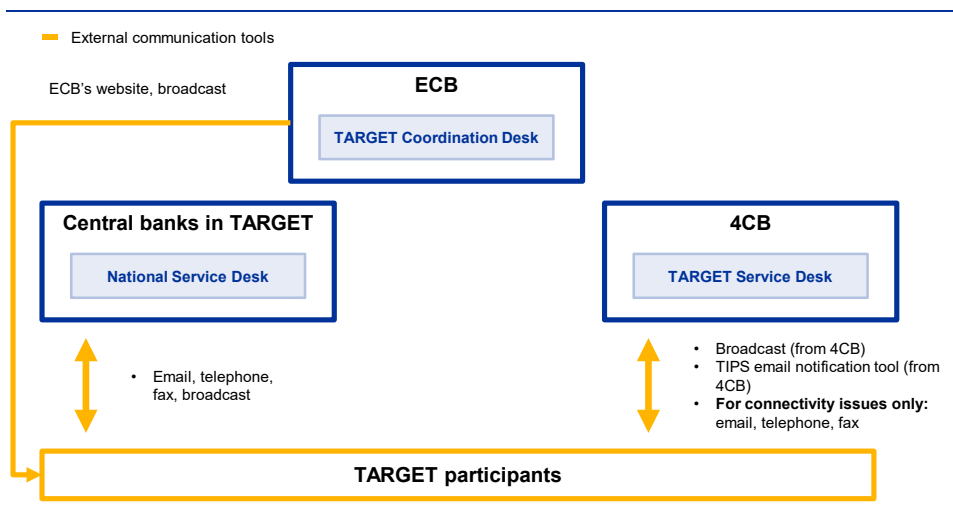 External communication tools
ECB's website, broadcast
ECB
TARGET Coordination Desk
Central banks in TARGET
National Service Desk
4CB
TARGET Service Desk
• Email, telephone,
fax, broadcast
• Broadcast (from 4CB)
• TIPS email notification tool (from
4CB)
• For connectivity issues only:
email, telephone, fax
TARGET participants